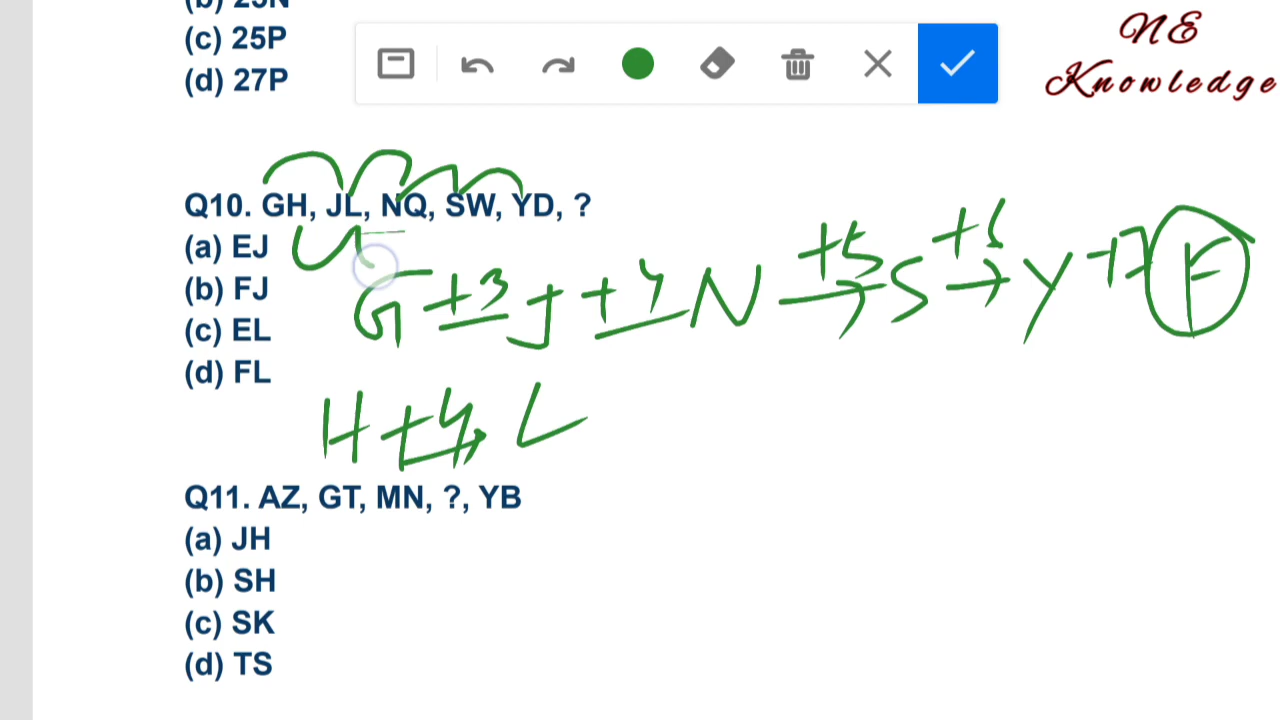 (b) 25N
(c) 25P
(d) 27P
NE
Knowledge
Q10. GH, JL, NQ, SW, YD, ?
(a) EJ
(b) FJ
(c) EL
(d) FL
G +3 J +4 N +5 S +6 Y +7 F
H +4 L
Q11. AZ, GT, MN, ?, YB
(a) JH
(b) SH
(c) SK
(d) TS